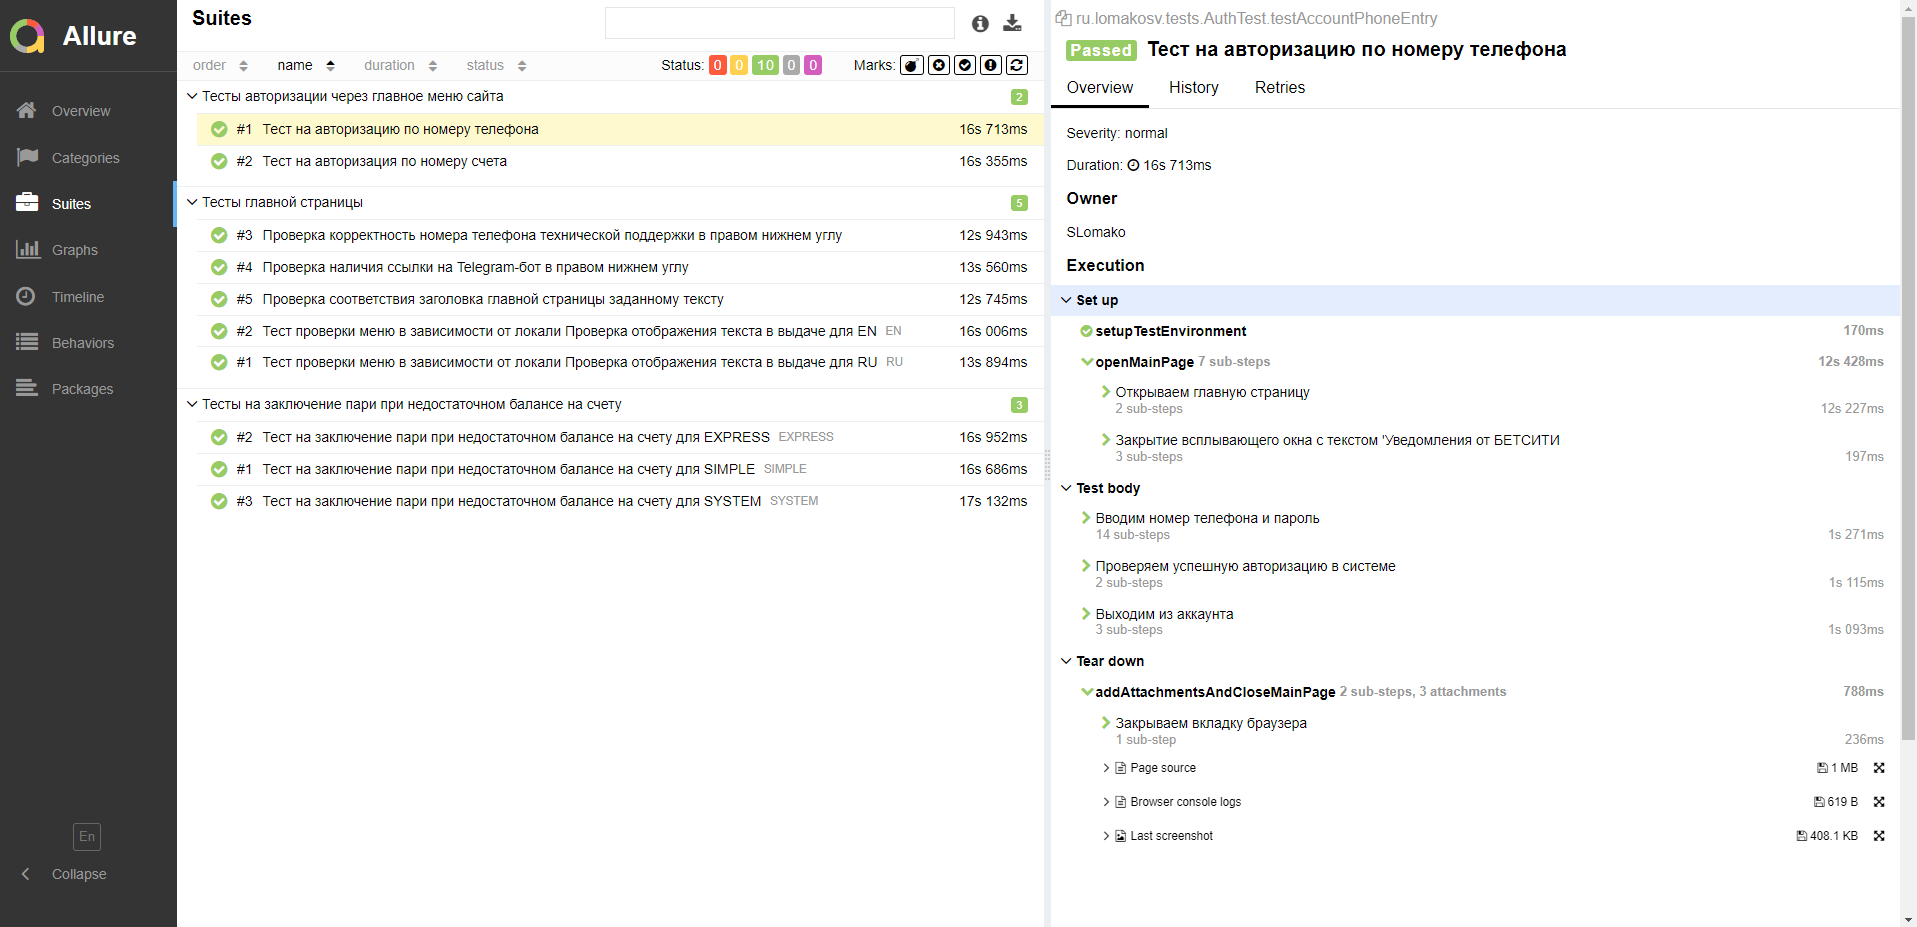 Allure
Overview
Categories
Suites
Graphs
Timeline
Behaviors
Packages
En
Collapse
Suites
order name duration status Status: 0 0 10 0 0 Marks:
Тесты авторизации через главное меню сайта 2
#1 Тест на авторизацию по номеру телефона 16s 713ms
#2 Тест на авторизация по номеру счета 16s 355ms
Тесты главной страницы 5
#3 Проверка корректность номера телефона технической поддержки в правом нижнем углу 12s 943ms
#4 Проверка наличия ссылки на Telegram-бот в правом нижнем углу 13s 560ms
#5 Проверка соответствия заголовка главной страницы заданному тексту 12s 745ms
#2 Тест проверки меню в зависимости от локали Проверка отображения текста в выдаче для EN EN 16s 006ms
#1 Тест проверки меню в зависимости от локали Проверка отображения текста в выдаче для RU RU 13s 894ms
Тесты на заключение пари при недостаточном балансе на счету 3
#2 Тест на заключение пари при недостаточном балансе на счету для EXPRESS EXPRESS 16s 952ms
#1 Тест на заключение пари при недостаточном балансе на счету для SIMPLE SIMPLE 16s 686ms
#3 Тест на заключение пари при недостаточном балансе на счету для SYSTEM SYSTEM 17s 132ms
ru.lomakosv.tests.AuthTest.testAccountPhoneEntry
Passed Тест на авторизацию по номеру телефона
Overview History Retries
Severity: normal
Duration: 16s 713ms
Owner
SLomako
Execution
Set up
setupTestEnvironment 170ms
openMainPage 7 sub-steps 12s 428ms
Открываем главную страницу
2 sub-steps 12s 227ms
Закрытие всплывающего окна с текстом 'Уведомления от БЕТСИТИ
3 sub-steps 197ms
Test body
Вводим номер телефона и пароль
14 sub-steps 1s 271ms
Проверяем успешную авторизацию в системе
2 sub-steps 1s 115ms
Выходим из аккаунта
3 sub-steps 1s 093ms
Tear down
addAttachmentsAndCloseMainPage 2 sub-steps, 3 attachments 788ms
Закрываем вкладку браузера
1 sub-step 236ms
Page source 1 MB
Browser console logs 619 B
Last screenshot 408.1 KB